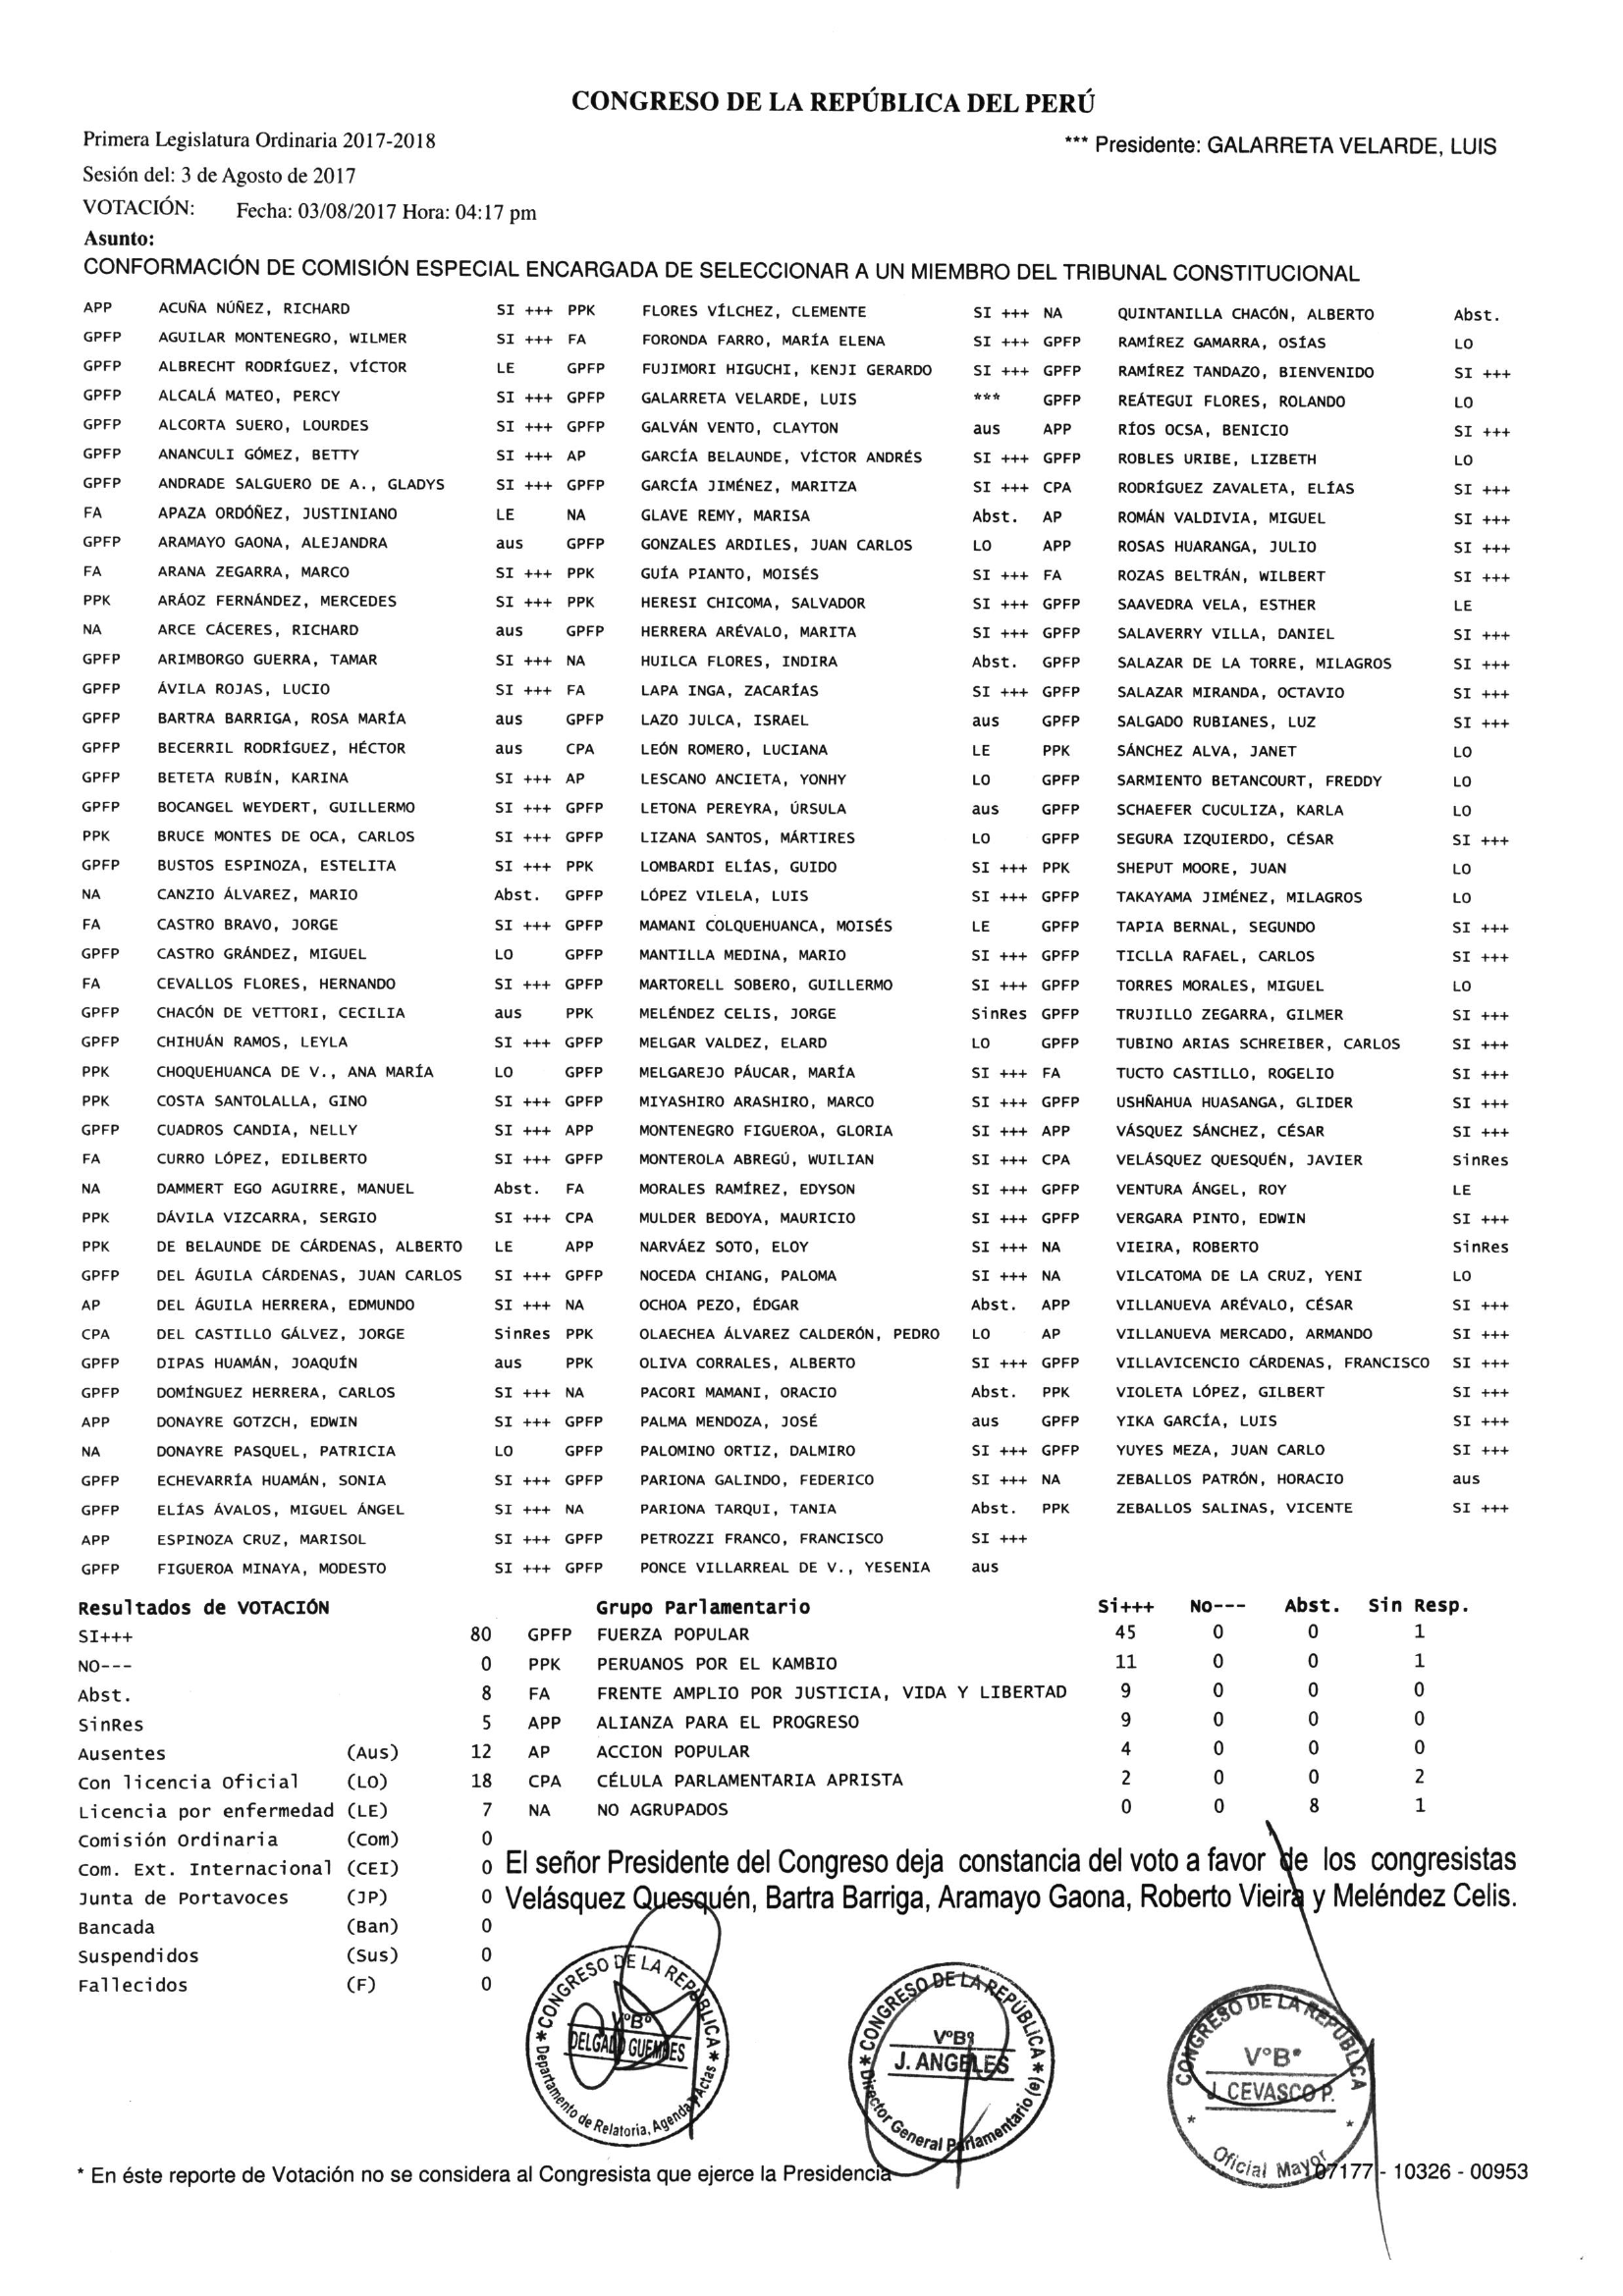 CONGRESO DE LA REPÚBLICA DEL PERÚ
Primera Legislatura Ordinaria 2017-2018 *** Presidente: GALARRETA VELARDE, LUIS
Sesión del: 3 de Agosto de 2017
VOTACIÓN: Fecha: 03/08/2017 Hora: 04:17 pm
Asunto:
CONFORMACIÓN DE COMISIÓN ESPECIAL ENCARGADA DE SELECCIONAR A UN MIEMBRO DEL TRIBUNAL CONSTITUCIONAL
APP ACUÑA NÚÑEZ, RICHARD SI +++ PPK FLORES VÍLCHEZ, CLEMENTE SI +++ NA QUINTANILLA CHACÓN, ALBERTO Abst.
GPFP AGUILAR MONTENEGRO, WILMER SI +++ FA FORONDA FARRO, MARÍA ELENA SI +++ GPFP RAMÍREZ GAMARRA, OSÍAS LO
GPFP ALBRECHT RODRÍGUEZ, VÍCTOR LE GPFP FUJIMORI HIGUCHI, KENJI GERARDO SI +++ GPFP RAMÍREZ TANDAZO, BIENVENIDO SI +++
GPFP ALCALÁ MATEO, PERCY SI +++ GPFP GALARRETA VELARDE, LUIS *** GPFP REÁTEGUI FLORES, ROLANDO LO
GPFP ALCORTA SUERO, LOURDES SI +++ GPFP GALVÁN VENTO, CLAYTON aus APP RÍOS OCSA, BENICIO SI +++
GPFP ANANCULI GÓMEZ, BETTY SI +++ AP GARCÍA BELAUNDE, VÍCTOR ANDRÉS SI +++ GPFP ROBLES URIBE, LIZBETH LO
GPFP ANDRADE SALGUERO DE A., GLADYS SI +++ GPFP GARCÍA JIMÉNEZ, MARITZA SI +++ CPA RODRÍGUEZ ZAVALETA, ELÍAS SI +++
FA APAZA ORDÓÑEZ, JUSTINIANO LE NA GLAVE REMY, MARISA Abst. AP ROMÁN VALDIVIA, MIGUEL SI +++
GPFP ARAMAYO GAONA, ALEJANDRA aus GPFP GONZALES ARDILES, JUAN CARLOS LO APP ROSAS HUARANGA, JULIO SI +++
FA ARANA ZEGARRA, MARCO SI +++ PPK GUÍA PIANTO, MOISÉS SI +++ FA ROZAS BELTRÁN, WILBERT SI +++
PPK ARÁOZ FERNÁNDEZ, MERCEDES SI +++ PPK HERESI CHICOMA, SALVADOR SI +++ GPFP SAAVEDRA VELA, ESTHER LE
NA ARCE CÁCERES, RICHARD aus GPFP HERRERA ARÉVALO, MARITA SI +++ GPFP SALAVERRY VILLA, DANIEL SI +++
GPFP ARIMBORGO GUERRA, TAMAR SI +++ NA HUILCA FLORES, INDIRA Abst. GPFP SALAZAR DE LA TORRE, MILAGROS SI +++
GPFP ÁVILA ROJAS, LUCIO SI +++ FA LAPA INGA, ZACARÍAS SI +++ GPFP SALAZAR MIRANDA, OCTAVIO SI +++
GPFP BARTRA BARRIGA, ROSA MARÍA aus GPFP LAZO JULCA, ISRAEL aus GPFP SALGADO RUBIANES, LUZ SI +++
GPFP BECERRIL RODRÍGUEZ, HÉCTOR aus CPA LEÓN ROMERO, LUCIANA LE PPK SÁNCHEZ ALVA, JANET LO
GPFP BETETA RUBÍN, KARINA SI +++ AP LESCANO ANCIETA, YONHY LO GPFP SARMIENTO BETANCOURT, FREDDY LO
GPFP BOCANGEL WEYDERT, GUILLERMO SI +++ GPFP LETONA PEREYRA, ÚRSULA aus GPFP SCHAEFER CUCULIZA, KARLA LO
PPK BRUCE MONTES DE OCA, CARLOS SI +++ GPFP LIZANA SANTOS, MÁRTIRES LO GPFP SEGURA IZQUIERDO, CÉSAR SI +++
GPFP BUSTOS ESPINOZA, ESTELITA SI +++ PPK LOMBARDI ELÍAS, GUIDO SI +++ PPK SHEPUT MOORE, JUAN LO
NA CANZIO ÁLVAREZ, MARIO Abst. GPFP LÓPEZ VILELA, LUIS SI +++ GPFP TAKAYAMA JIMÉNEZ, MILAGROS LO
FA CASTRO BRAVO, JORGE SI +++ GPFP MAMANI COLQUEHUANCA, MOISÉS LE GPFP TAPIA BERNAL, SEGUNDO SI +++
GPFP CASTRO GRÁNDEZ, MIGUEL LO GPFP MANTILLA MEDINA, MARIO SI +++ GPFP TICLLA RAFAEL, CARLOS SI +++
FA CEVALLOS FLORES, HERNANDO SI +++ GPFP MARTORELL SOBERO, GUILLERMO SI +++ GPFP TORRES MORALES, MIGUEL LO
GPFP CHACÓN DE VETTORI, CECILIA aus PPK MELÉNDEZ CELIS, JORGE SinRes GPFP TRUJILLO ZEGARRA, GILMER SI +++
GPFP CHIHUÁN RAMOS, LEYLA SI +++ GPFP MELGAR VALDEZ, ELARD LO GPFP TUBINO ARIAS SCHREIBER, CARLOS SI +++
PPK CHOQUEHUANCA DE V., ANA MARÍA LO GPFP MELGAREJO PÁUCAR, MARÍA SI +++ FA TUCTO CASTILLO, ROGELIO SI +++
PPK COSTA SANTOLALLA, GINO SI +++ GPFP MIYASHIRO ARASHIRO, MARCO SI +++ GPFP USHÑAHUA HUASANGA, GLIDER SI +++
GPFP CUADROS CANDIA, NELLY SI +++ APP MONTENEGRO FIGUEROA, GLORIA SI +++ APP VÁSQUEZ SÁNCHEZ, CÉSAR SI +++
FA CURRO LÓPEZ, EDILBERTO SI +++ GPFP MONTEROLA ABREGÚ, WUILIAN SI +++ CPA VELÁSQUEZ QUESQUÉN, JAVIER SinRes
NA DAMMERT EGO AGUIRRE, MANUEL Abst. FA MORALES RAMÍREZ, EDYSON SI +++ GPFP VENTURA ÁNGEL, ROY LE
PPK DÁVILA VIZCARRA, SERGIO SI +++ CPA MULDER BEDOYA, MAURICIO SI +++ GPFP VERGARA PINTO, EDWIN SI +++
PPK DE BELAUNDE DE CÁRDENAS, ALBERTO LE APP NARVÁEZ SOTO, ELOY SI +++ NA VIEIRA, ROBERTO SinRes
GPFP DEL ÁGUILA CÁRDENAS, JUAN CARLOS SI +++ GPFP NOCEDA CHIANG, PALOMA SI +++ NA VILCATOMA DE LA CRUZ, YENI LO
AP DEL ÁGUILA HERRERA, EDMUNDO SI +++ NA OCHOA PEZO, ÉDGAR Abst. APP VILLANUEVA ARÉVALO, CÉSAR SI +++
CPA DEL CASTILLO GÁLVEZ, JORGE SinRes PPK OLAECHEA ÁLVAREZ CALDERÓN, PEDRO LO AP VILLANUEVA MERCADO, ARMANDO SI +++
GPFP DIPAS HUAMÁN, JOAQUÍN aus PPK OLIVA CORRALES, ALBERTO SI +++ GPFP VILLAVICENCIO CÁRDENAS, FRANCISCO SI +++
GPFP DOMÍNGUEZ HERRERA, CARLOS SI +++ NA PACORI MAMANI, ORACIO Abst. PPK VIOLETA LÓPEZ, GILBERT SI +++
APP DONAYRE GOTZCH, EDWIN SI +++ GPFP PALMA MENDOZA, JOSÉ aus GPFP YIKA GARCÍA, LUIS SI +++
NA DONAYRE PASQUEL, PATRICIA LO GPFP PALOMINO ORTIZ, DALMIRO SI +++ GPFP YUYES MEZA, JUAN CARLO SI +++
GPFP ECHEVARRÍA HUAMÁN, SONIA SI +++ GPFP PARIONA GALINDO, FEDERICO SI +++ NA ZEBALLOS PATRÓN, HORACIO aus
GPFP ELÍAS ÁVALOS, MIGUEL ÁNGEL SI +++ NA PARIONA TARQUI, TANIA Abst. PPK ZEBALLOS SALINAS, VICENTE SI +++
APP ESPINOZA CRUZ, MARISOL SI +++ GPFP PETROZZI FRANCO, FRANCISCO SI +++
GPFP FIGUEROA MINAYA, MODESTO SI +++ GPFP PONCE VILLARREAL DE V., YESENIA aus
Resultados de VOTACIÓN Grupo Parlamentario Si+++ No--- Abst. Sin Resp.
SI+++ 80 GPFP FUERZA POPULAR 45 0 0 1
NO--- 0 PPK PERUANOS POR EL KAMBIO 11 0 0 1
Abst. 8 FA FRENTE AMPLIO POR JUSTICIA, VIDA Y LIBERTAD 9 0 0 0
SinRes 5 APP ALIANZA PARA EL PROGRESO 9 0 0 0
Ausentes (Aus) 12 AP ACCION POPULAR 4 0 0 0
Con licencia Oficial (LO) 18 CPA CÉLULA PARLAMENTARIA APRISTA 2 0 0 2
Licencia por enfermedad (LE) 7 NA NO AGRUPADOS 0 0 8 1
Comisión Ordinaria (Com) 0
Com. Ext. Internacional (CEI) 0 El señor Presidente del Congreso deja constancia del voto a favor de los congresistas
Junta de Portavoces (JP) 0 Velásquez Quesquén, Bartra Barriga, Aramayo Gaona, Roberto Vieira y Meléndez Celis.
Bancada (Ban) 0
Suspendidos (Sus) 0
Fallecidos (F) 0
CONGRESO DE LA REPÚBLICA
V°B°
DELGADO GUEMBES
Departamento de Relatoria, Agenda y Actas
CONGRESO DE LA REPÚBLICA
V°B°
J. ANGELES
Director General Parlamentario (e)
CONGRESO DE LA REPÚBLICA
V°B°
J. CEVASCO P.
Oficial Mayor
* En éste reporte de Votación no se considera al Congresista que ejerce la Presidencia 07177 - 10326 - 00953